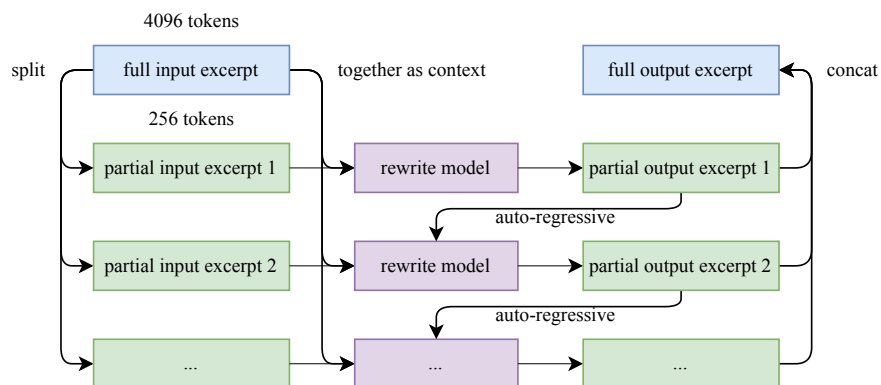 4096 tokens
split
full input excerpt
together as context
full output excerpt
concat
256 tokens
partial input excerpt 1
rewrite model
partial output excerpt 1
auto-regressive
partial input excerpt 2
rewrite model
partial output excerpt 2
auto-regressive
...
...
...